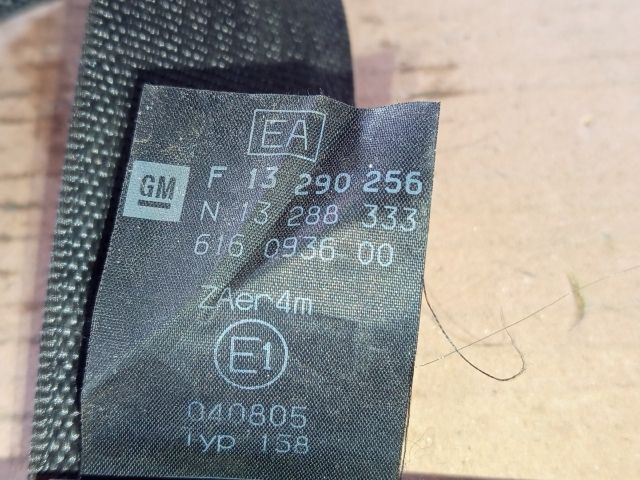 EA
GM
F 13 290 256
N 13 288 333
616 0936 00
ZAer4m
E1
040805
Typ 158